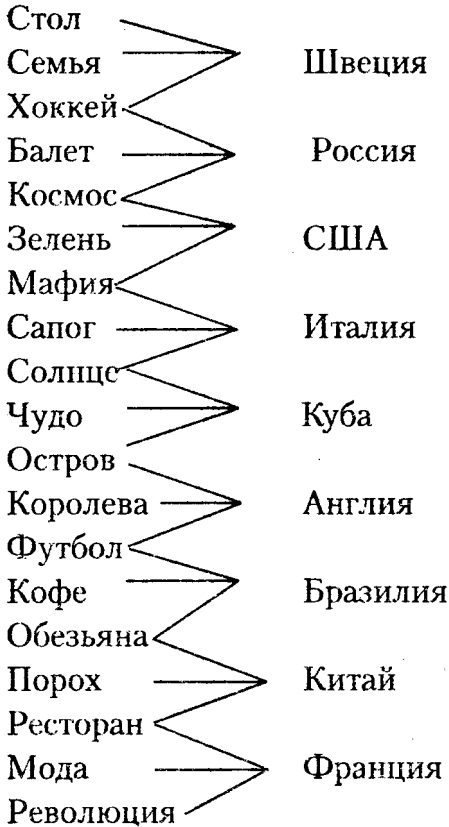 Стол
Семья Швеция
Хоккей
Балет Россия
Космос
Зелень США
Мафия
Сапог Италия
Солнце
Чудо Куба
Остров
Королева Англия
Футбол
Кофе Бразилия
Обезьяна
Порох Китай
Ресторан
Мода Франция
Революция